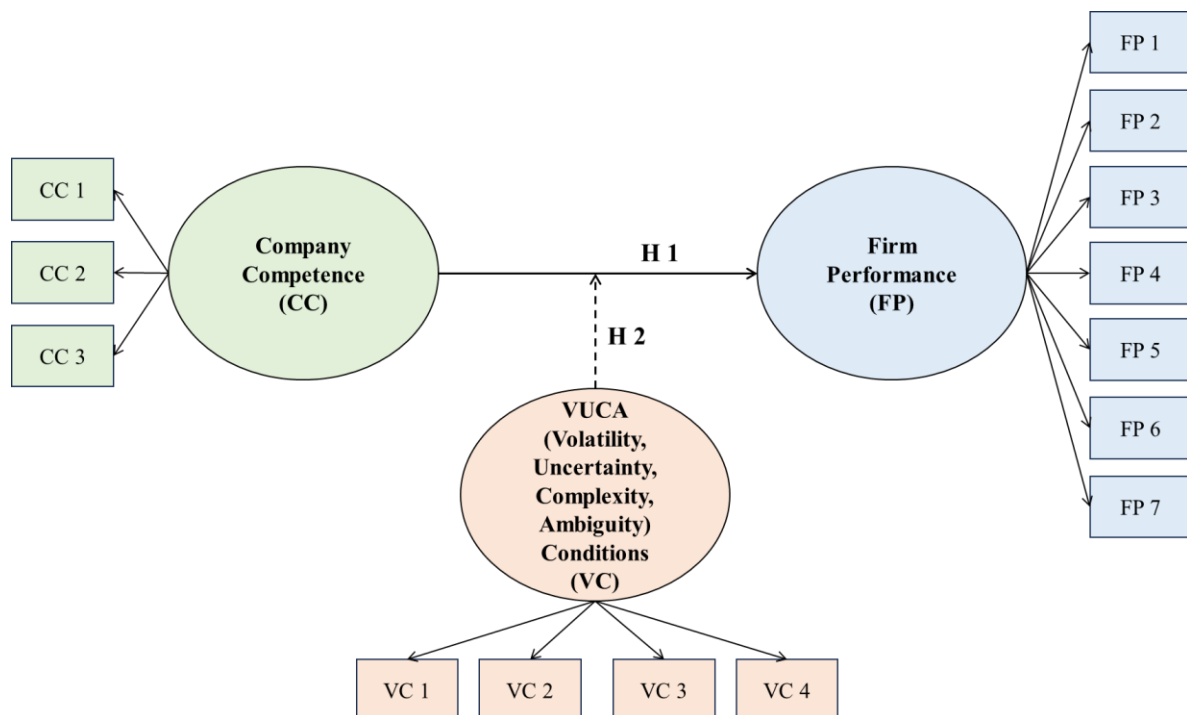 FP 1
FP 2
FP 3
FP 4
FP 5
FP 6
FP 7
CC 1
CC 2
CC 3
Company
Competence
(CC)
H 1
Firm
Performance
(FP)
H 2
VUCA
(Volatility,
Uncertainty,
Complexity,
Ambiguity)
Conditions
(VC)
VC 1
VC 2
VC 3
VC 4